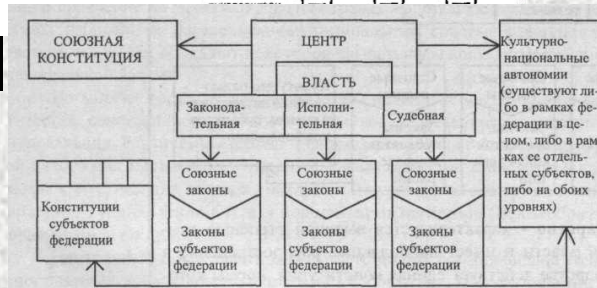 СОЮЗНАЯ
КОНСТИТУЦИЯ
ЦЕНТР
ВЛАСТЬ
Законода-
тельная
Исполни-
тельная
Судебная
Культурно-
национальные
автономии
(существуют ли-
бо в рамках фе-
дерации в це-
лом, либо в рам
ках ее отдель-
ных субъектов,
либо на обоих
уровнях)
Конституции
субъектов
федерации
Союзные
законы
Законы
субъектов
федерации
Союзные
законы
Законы
субъектов
федерации
Союзные
законы
Законы
субъектов
федерации